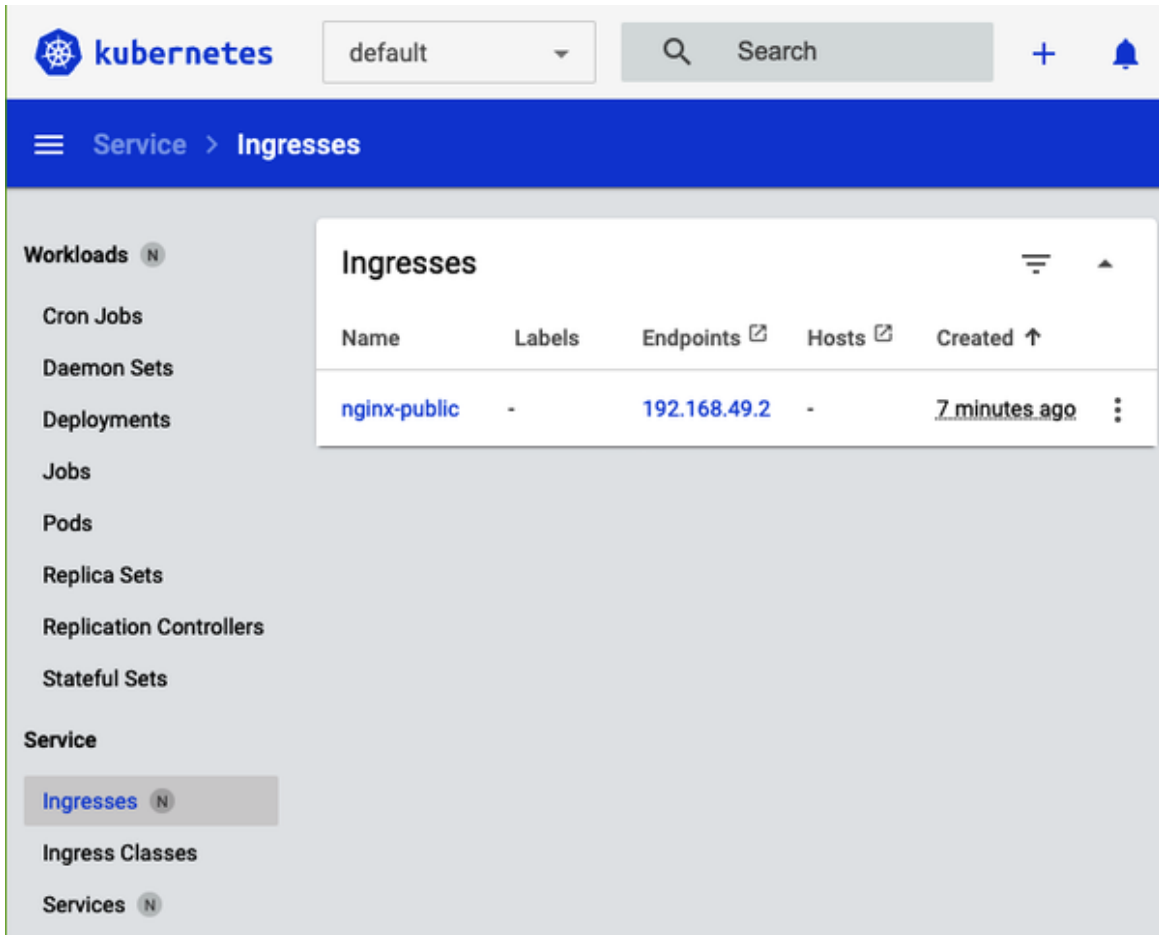 kubernetes default Search +
Service > Ingresses
Workloads N
Cron Jobs
Daemon Sets
Deployments
Jobs
Pods
Replica Sets
Replication Controllers
Stateful Sets
Service
Ingresses N
Ingress Classes
Services N
Ingresses
Name Labels Endpoints Hosts Created ↑
nginx-public - 192.168.49.2 - 7 minutes ago